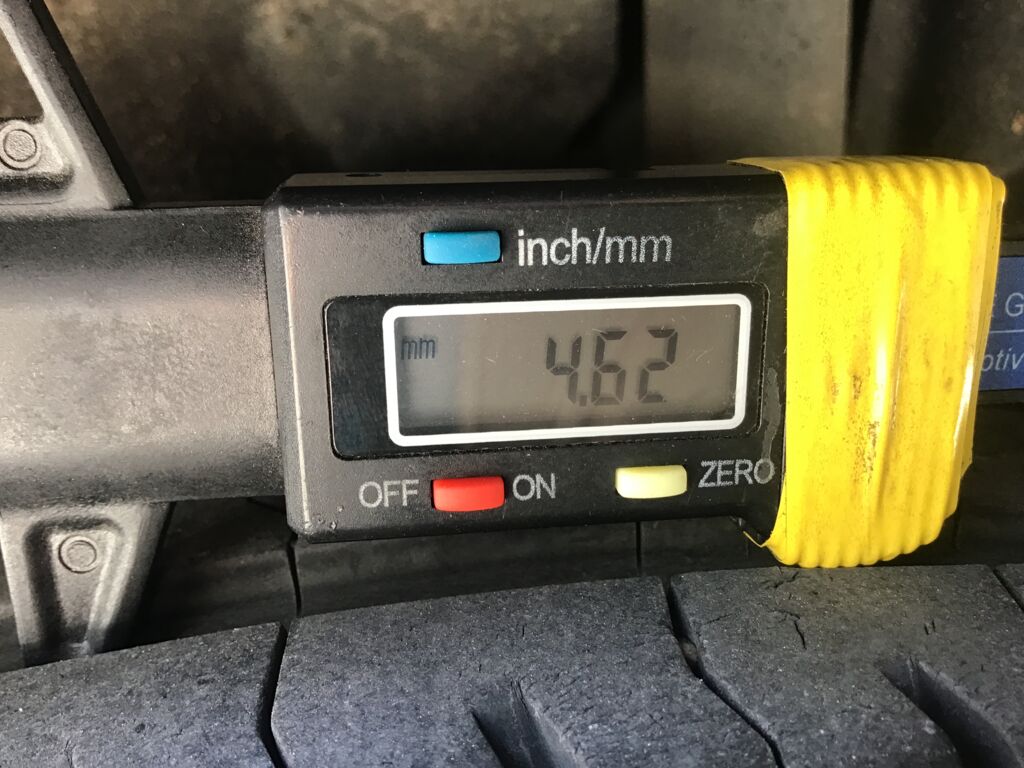 inch/mm
mm 4.62
OFF ON ZERO
G